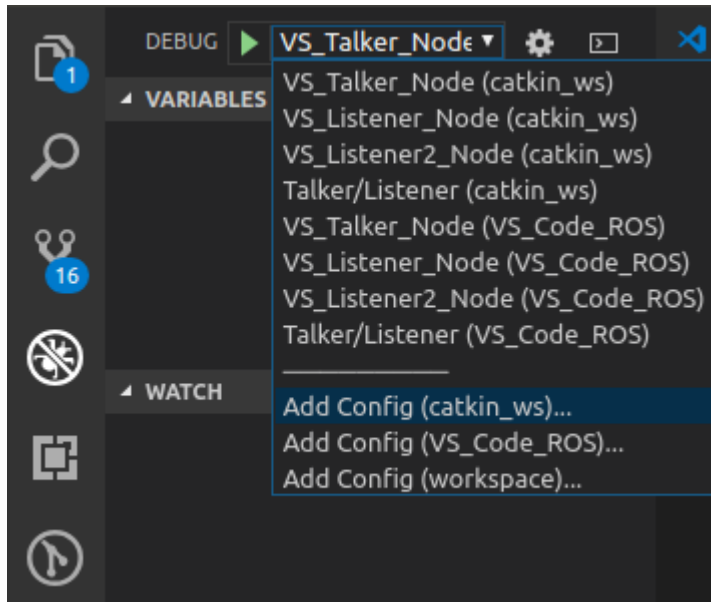 DEBUG VS_Talker_Node
1
VARIABLES
VS_Talker_Node (catkin_ws)
VS_Listener_Node (catkin_ws)
VS_Listener2_Node (catkin_ws)
Talker/Listener (catkin_ws)
VS_Talker_Node (VS_Code_ROS)
VS_Listener_Node (VS_Code_ROS)
16
VS_Listener2_Node (VS_Code_ROS)
Talker/Listener (VS_Code_ROS)
WATCH
Add Config (catkin_ws)...
Add Config (VS_Code_ROS)...
Add Config (workspace)...